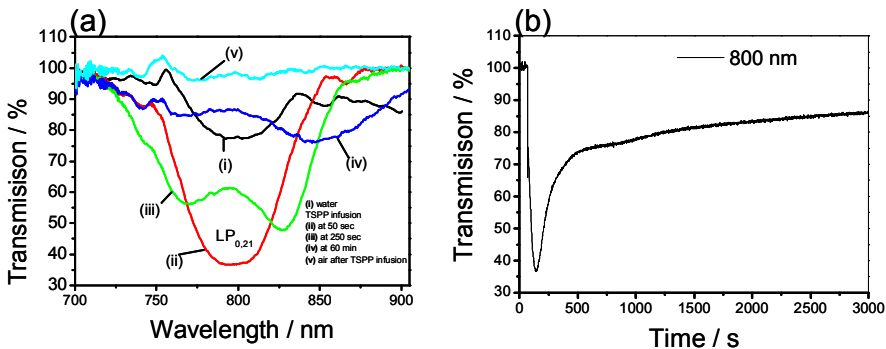 (a)
Transmisison / %
110
100
90
80
70
60
50
40
30
(v)
(i)
(iv)
(iii)
(ii)
LP0,21
(i) water
TSPP infusion
(ii) at 50 sec
(iii) at 250 sec
(iv) at 60 min
(v) air after TSPP infusion
700
750
800
850
900
Wavelength / nm
(b)
Transmisison / %
110
100
90
80
70
60
50
40
30
800 nm
0
500
1000
1500
2000
2500
3000
Time / s